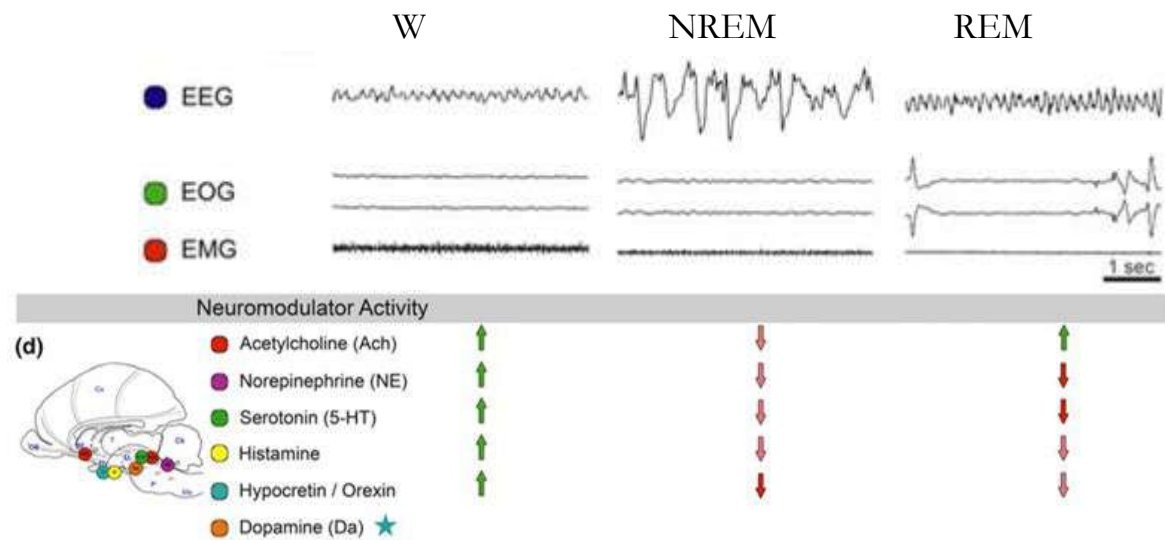 W NREM REM
EEG
EOG
EMG
1 sec
Neuromodulator Activity
(d)
Acetylcholine (Ach)
Norepinephrine (NE)
Serotonin (5-HT)
Histamine
Hypocretin / Orexin
Dopamine (Da)